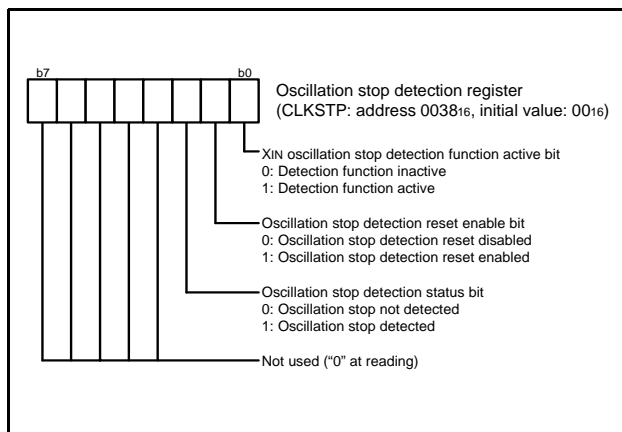 b7 b0
Oscillation stop detection register
(CLKSTP: address 0038₁₆, initial value: 00₁₆)
XIN oscillation stop detection function active bit
0: Detection function inactive
1: Detection function active
Oscillation stop detection reset enable bit
0: Oscillation stop detection reset disabled
1: Oscillation stop detection reset enabled
Oscillation stop detection status bit
0: Oscillation stop not detected
1: Oscillation stop detected
Not used (“0” at reading)